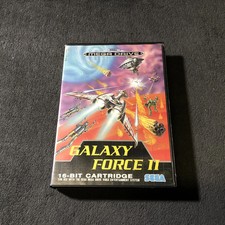 MEGA DRIVE
GALAXY
FORCE II
16-BIT CARTRIDGE
SEGA